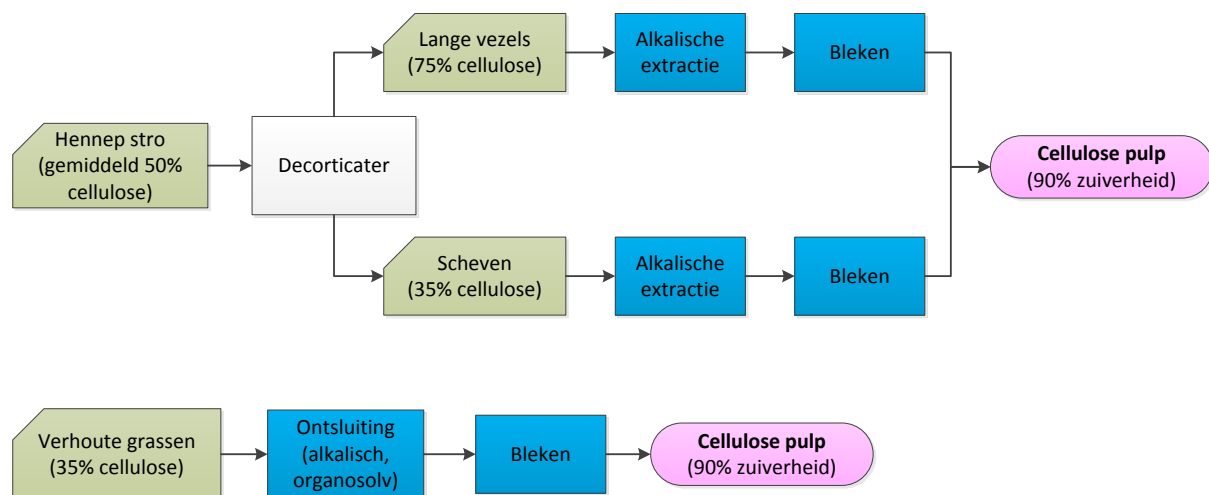 Lange vezels
(75% cellulose)
Alkalische
extractie
Bleken
Hennep stro
(gemiddeld 50%
cellulose)
Decorticater
Cellulose pulp
(90% zuiverheid)
Scheven
(35% cellulose)
Alkalische
extractie
Bleken
Verhoute grassen
(35% cellulose)
Ontsluiting
(alkalisch,
organosolv)
Bleken
Cellulose pulp
(90% zuiverheid)